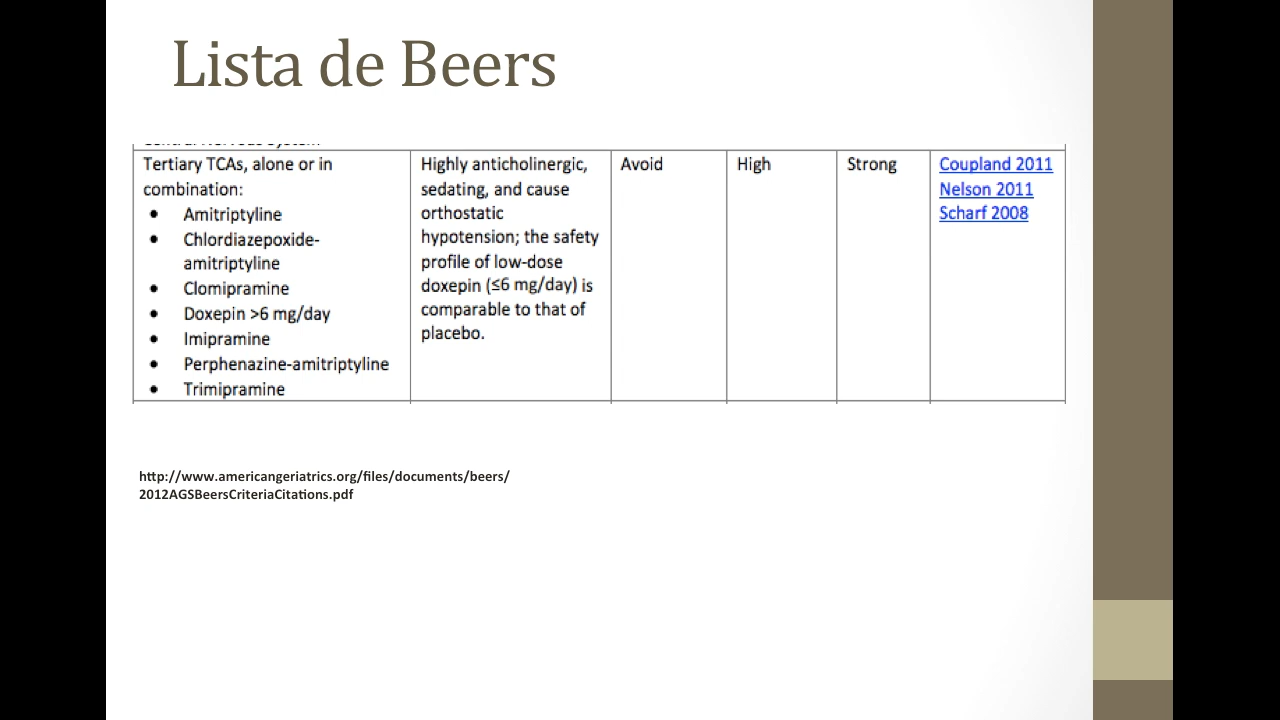 Lista de Beers
Tertiary TCAs, alone or in
combination:
• Amitriptyline
• Chlordiazepoxide-
amitriptyline
• Clomipramine
• Doxepin >6 mg/day
• Imipramine
• Perphenazine-amitriptyline
• Trimipramine
Highly anticholinergic,
sedating, and cause
orthostatic
hypotension; the safety
profile of low-dose
doxepin (≤6 mg/day) is
comparable to that of
placebo.
Avoid
High
Strong
Coupland 2011
Nelson 2011
Scharf 2008
http://www.americangeriatrics.org/files/documents/beers/
2012AGSBeersCriteriaCitations.pdf